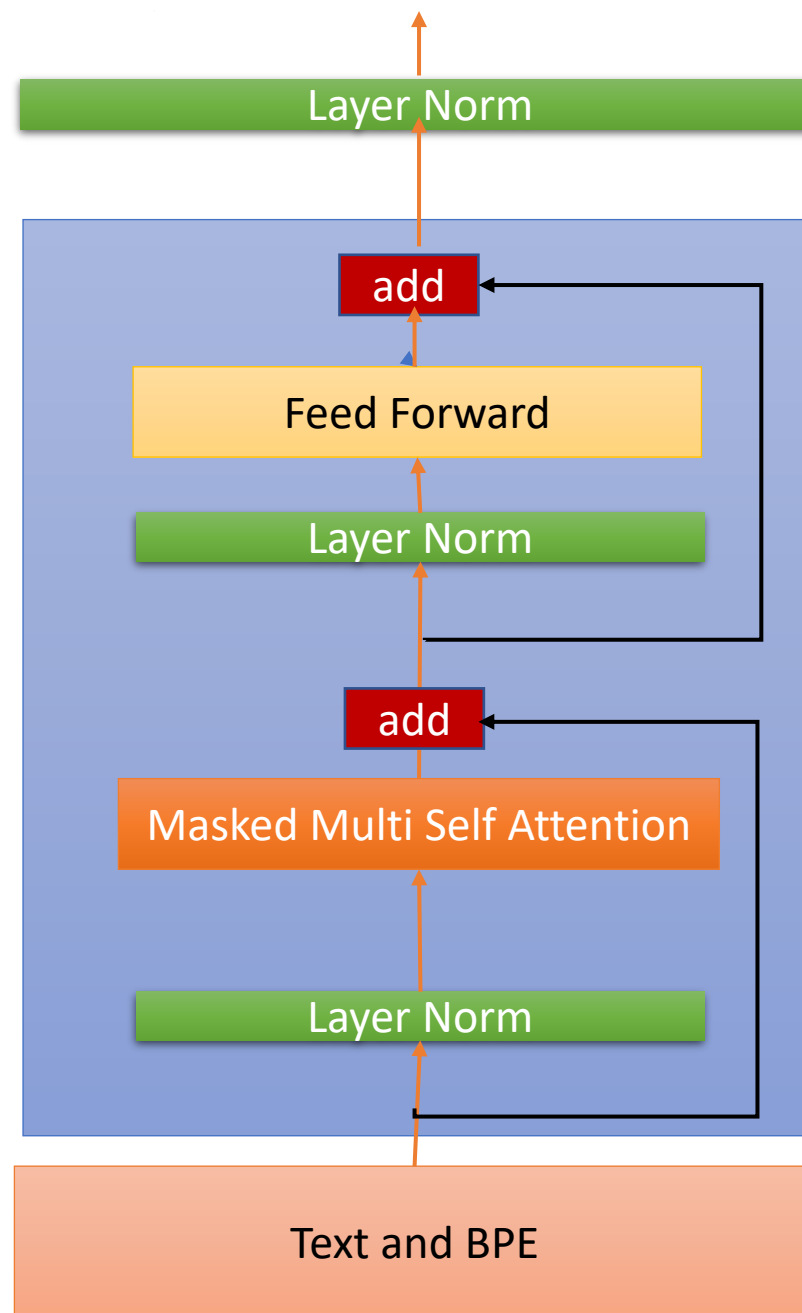 Layer Norm
add
Feed Forward
Layer Norm
add
Masked Multi Self Attention
Layer Norm
Text and BPE